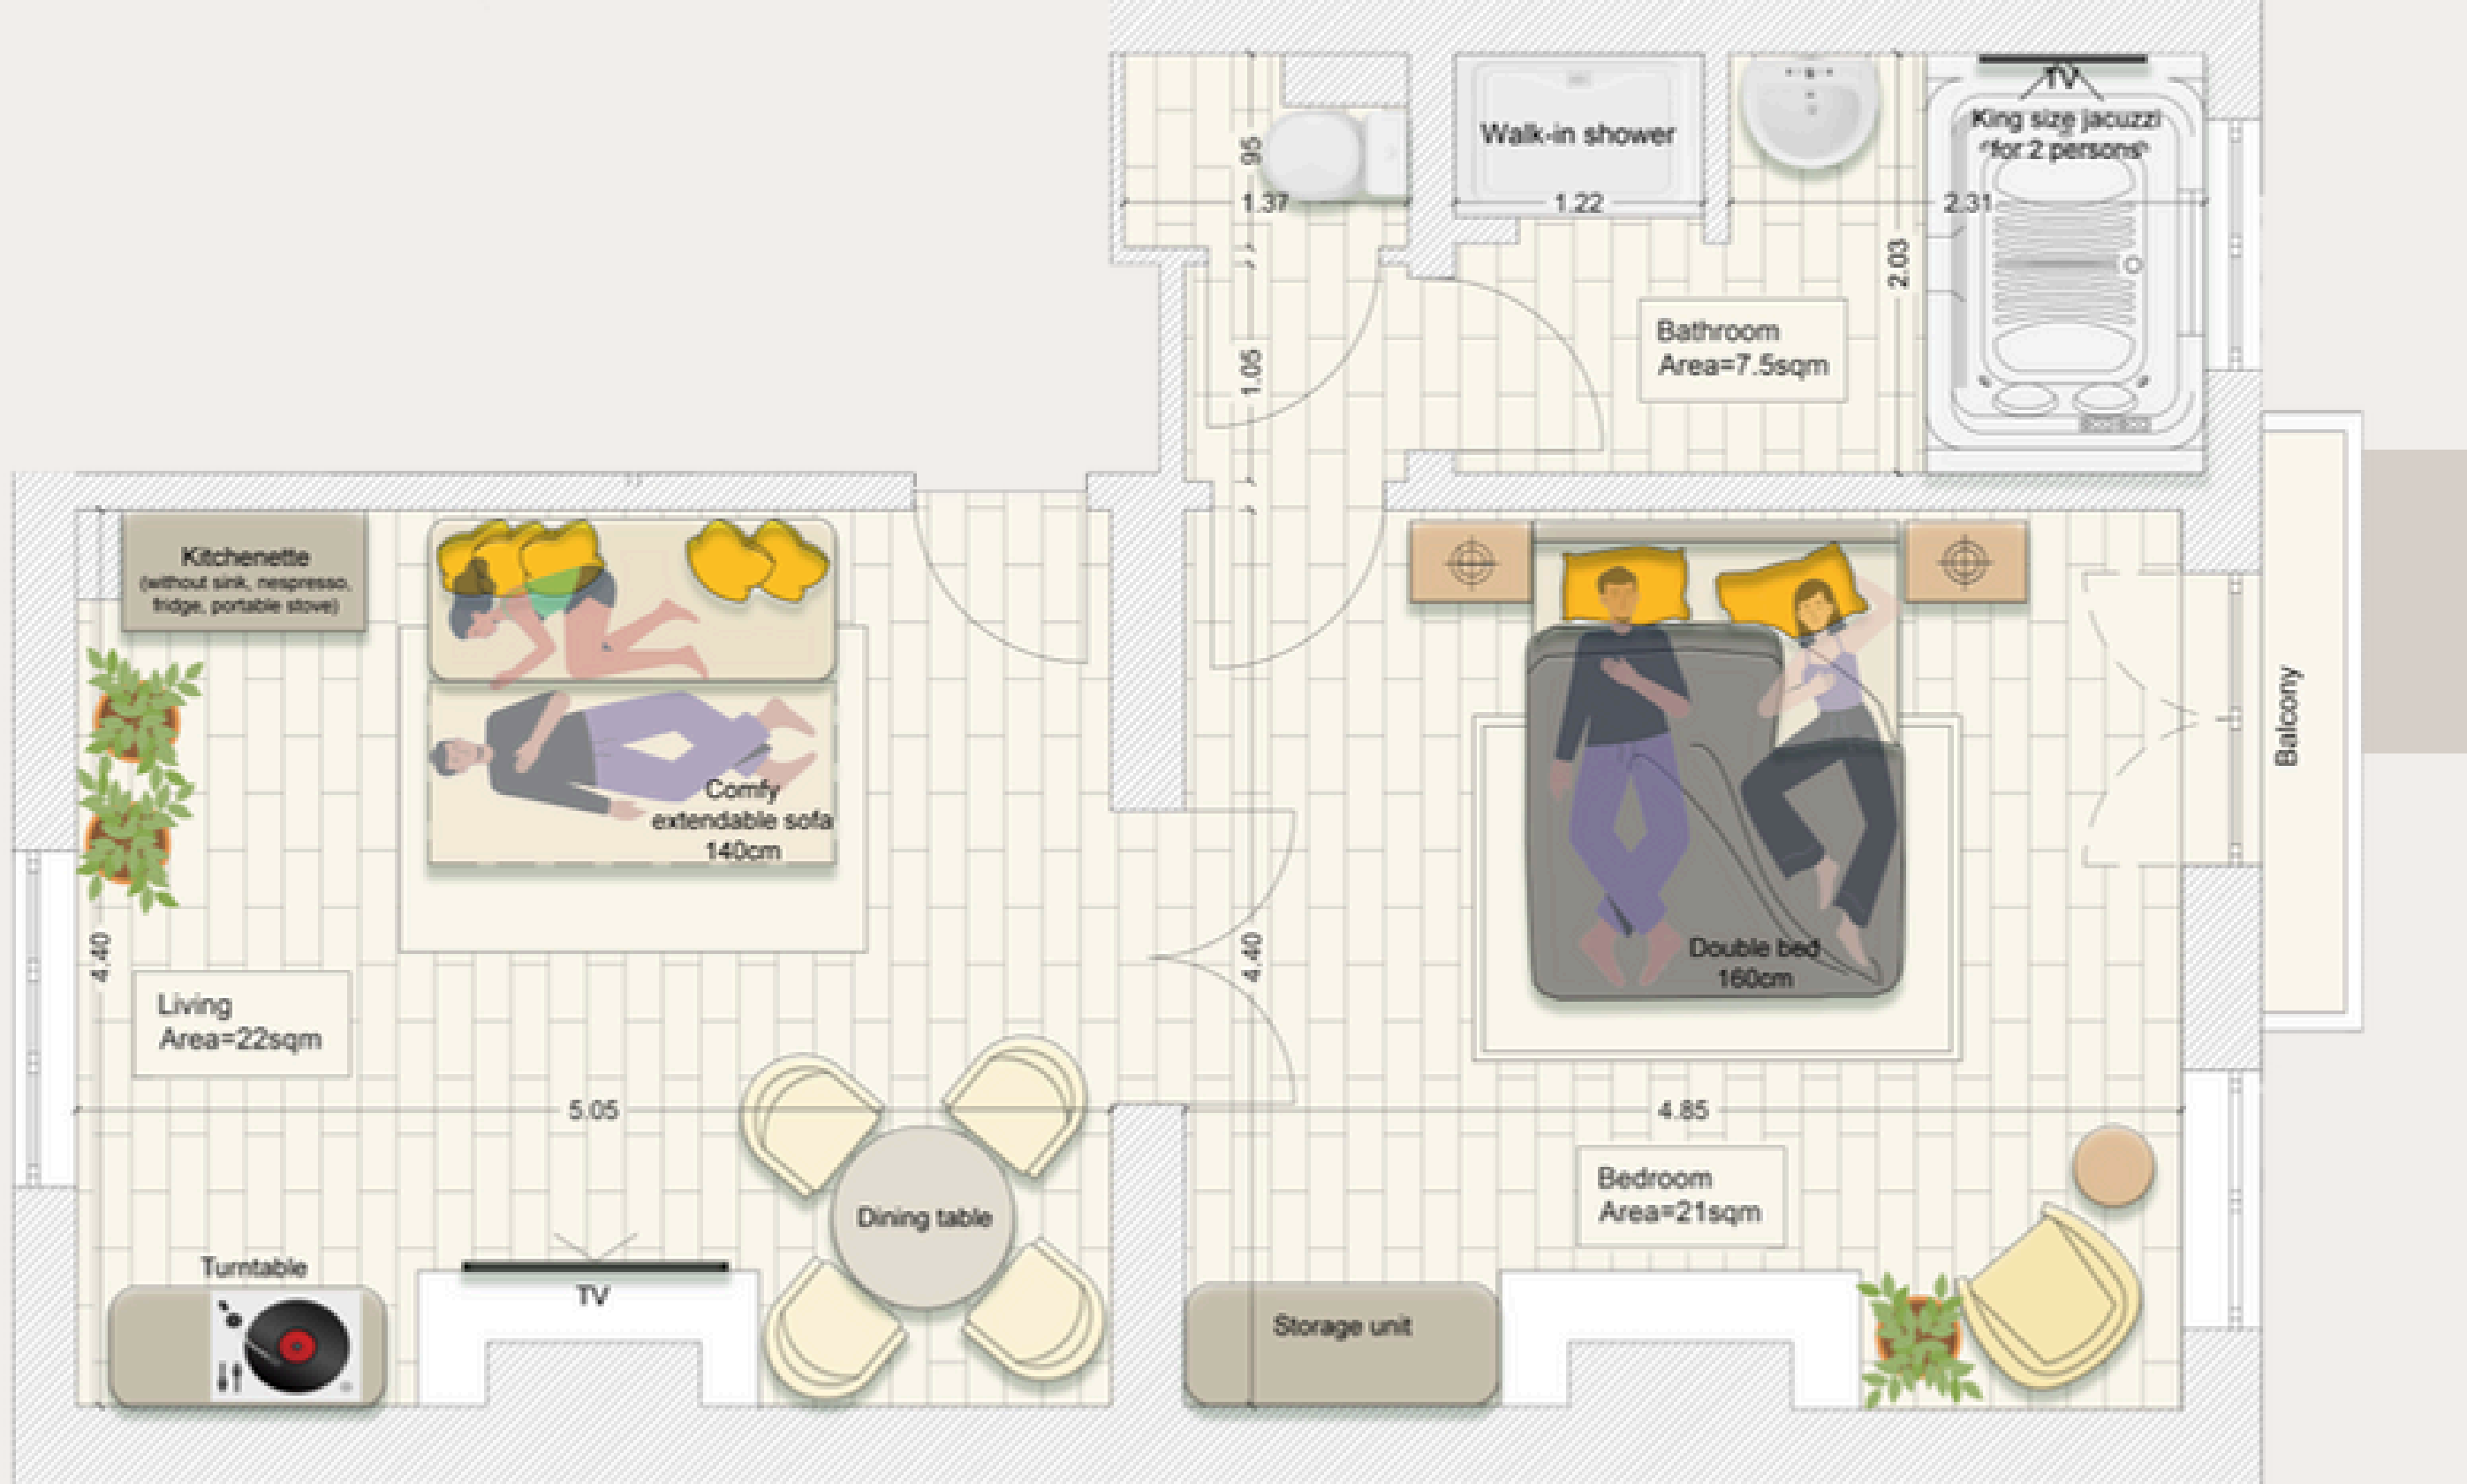 TV
King size jacuzzi
for 2 persons
Walk-in shower
95
1.37
1.22
2.31
2.03
Bathroom
Area=7.5sqm
1.05
Kitchenette
(without sink, nespresso,
fridge, portable stove)
Comfy
extendable sofa
140cm
Balcony
Double bed
160cm
4.40
4.40
Living
Area=22sqm
5.05
4.85
Bedroom
Area=21sqm
Dining table
Turntable
TV
Storage unit